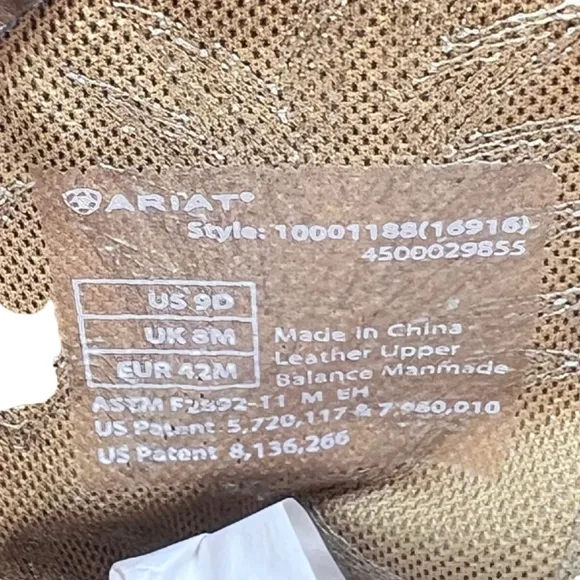 ARIAT®
Style: 10001188(16916)
4500029855
US 9D
UK 8M
EUR 42M
Made in China
Leather Upper
Balance Manmade
ASTM F2892-11 M EH
US Patent 5,720,117 & 7,980,010
US Patent 8,136,266